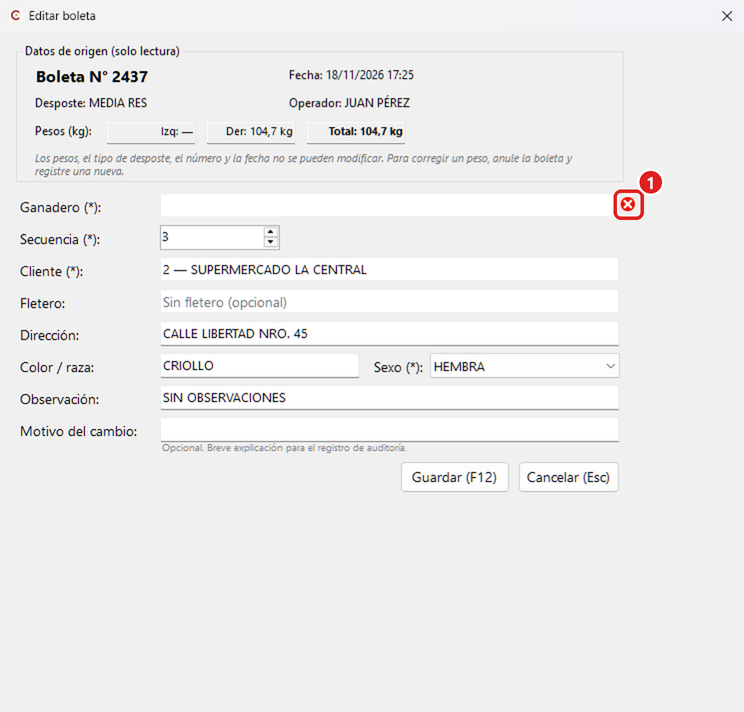 Editar boleta
Datos de origen (solo lectura)
Boleta N° 2437
Fecha: 18/11/2026 17:25
Desposte: MEDIA RES
Operador: JUAN PÉREZ
Pesos (kg):
Izq: —
Der: 104,7 kg
Total: 104,7 kg
Los pesos, el tipo de desposte, el número y la fecha no se pueden modificar. Para corregir un peso, anule la boleta y
registre una nueva.
1
Ganadero (*):
Secuencia (*):
3
Cliente (*):
2 — SUPERMERCADO LA CENTRAL
Fletero:
Sin fletero (opcional)
Dirección:
CALLE LIBERTAD NRO. 45
Color / raza:
CRIOLLO
Sexo (*):
HEMBRA
Observación:
SIN OBSERVACIONES
Motivo del cambio:
Opcional. Breve explicación para el registro de auditoría.
Guardar (F12)
Cancelar (Esc)